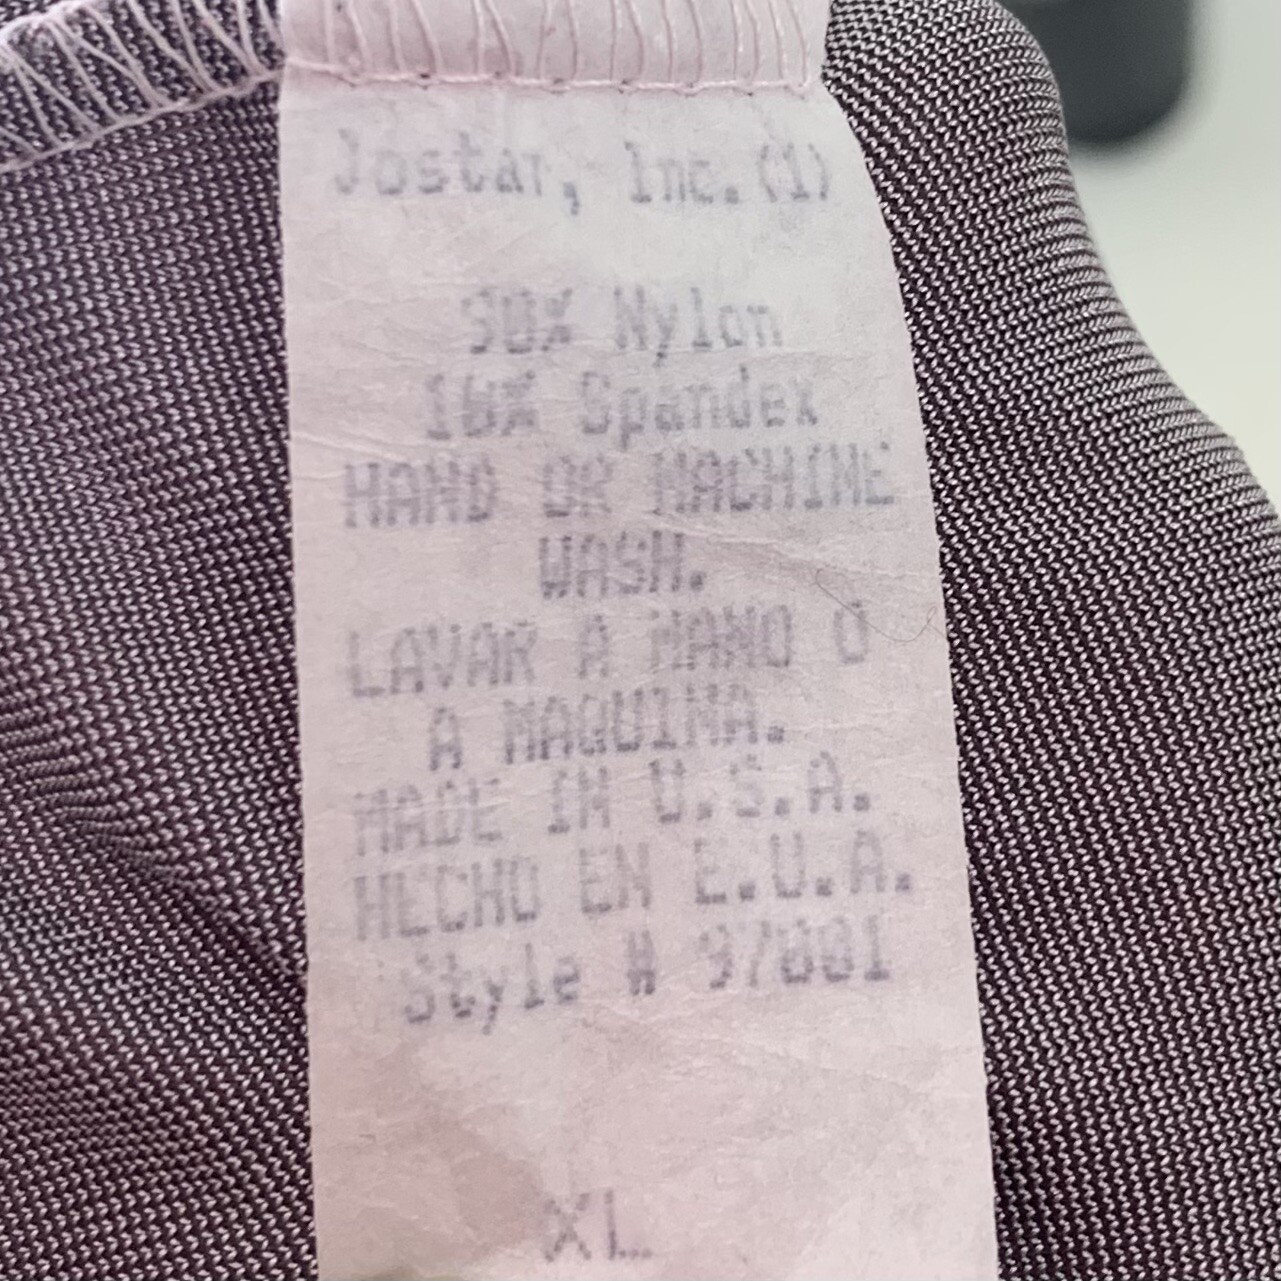 Jostar, Inc.(1)
90% Nylon
10% Spandex
HAND OR MACHINE
WASH.
LAVAR A MANO O
A MAQUINA.
MADE IN U.S.A.
HECHO EN E.U.A.
Style # 97001
XL